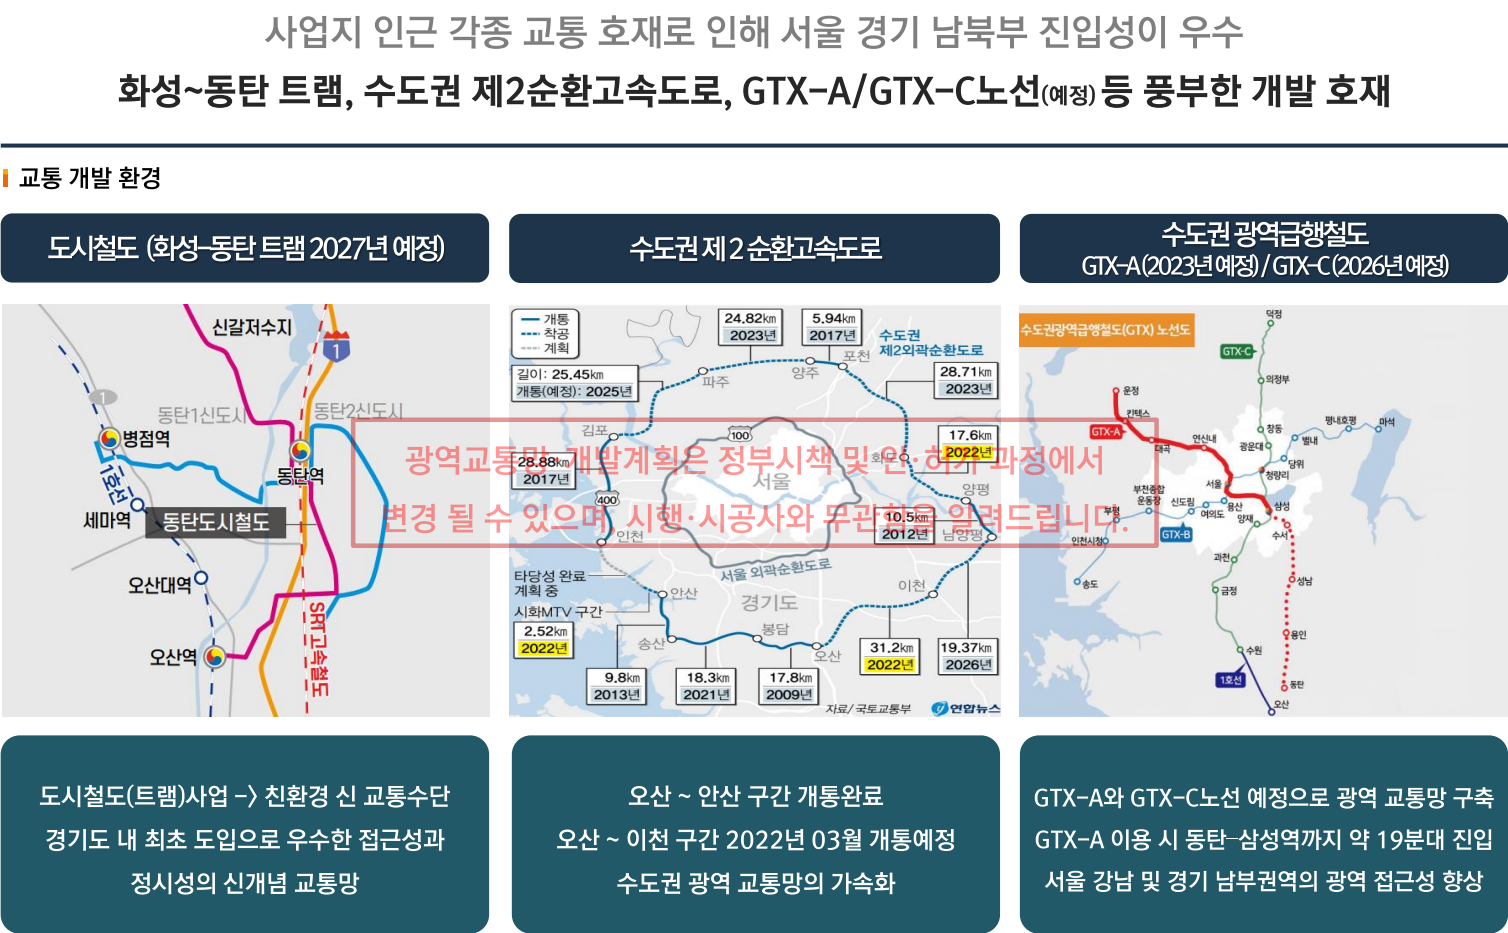 사업지 인근 각종 교통 호재로 인해 서울 경기 남북부 진입성이 우수
화성~동탄 트램, 수도권 제2순환고속도로, GTX-A/GTX-C노선(예정) 등 풍부한 개발 호재
교통 개발 환경
도시철도 (화성-동탄 트램 2027년 예정)
신갈저수지
1
1
동탄1신도시
동탄2신도시
병점역
동탄역
1호선
세마역
동탄도시철도
오산대역
오산역
SRT 고속철도
도시철도(트램)사업 -> 친환경 신 교통수단
경기도 내 최초 도입으로 우수한 접근성과
정시성의 신개념 교통망
수도권 제 2 순환고속도로
개통
착공
계획
24.82km
2023년
5.94km
2017년
수도권
제2외곽순환도로
길이: 25.45km
개통(예정): 2025년
파주
양주
포천
28.71km
2023년
김포
100
17.6km
2022년
화도
28.88km
2017년
서울
양평
400
10.5km
2012년
남양평
인천
서울 외곽순환도로
타당성 완료
계획 중
이천
안산
경기도
시화MTV 구간
2.52km
2022년
송산
봉담
오산
31.2km
2022년
19.37km
2026년
9.8km
2013년
18.3km
2021년
17.8km
2009년
자료/ 국토교통부
연합뉴스
오산 ~ 안산 구간 개통완료
오산 ~ 이천 구간 2022년 03월 개통예정
수도권 광역 교통망의 가속화
수도권 광역급행철도
GTX-A (2023년 예정) / GTX-C (2026년 예정)
수도권광역급행철도(GTX) 노선도
덕정
GTX-C
의정부
운정
킨텍스
GTX-A
대곡
연신내
창동
광운대
별내
평내호평
마석
당위
청량리
서울
부천종합
운동장
신도림
여의도
용산
삼성
부평
양재
수서
GTX-B
인천시청
과천
송도
금정
성남
용인
수원
1호선
동탄
오산
GTX-A와 GTX-C노선 예정으로 광역 교통망 구축
GTX-A 이용 시 동탄-삼성역까지 약 19분대 진입
서울 강남 및 경기 남부권역의 광역 접근성 향상
광역교통망 개발계획은 정부시책 및 인·허가 과정에서
변경 될 수 있으며, 시행·시공사와 무관함을 알려드립니다.